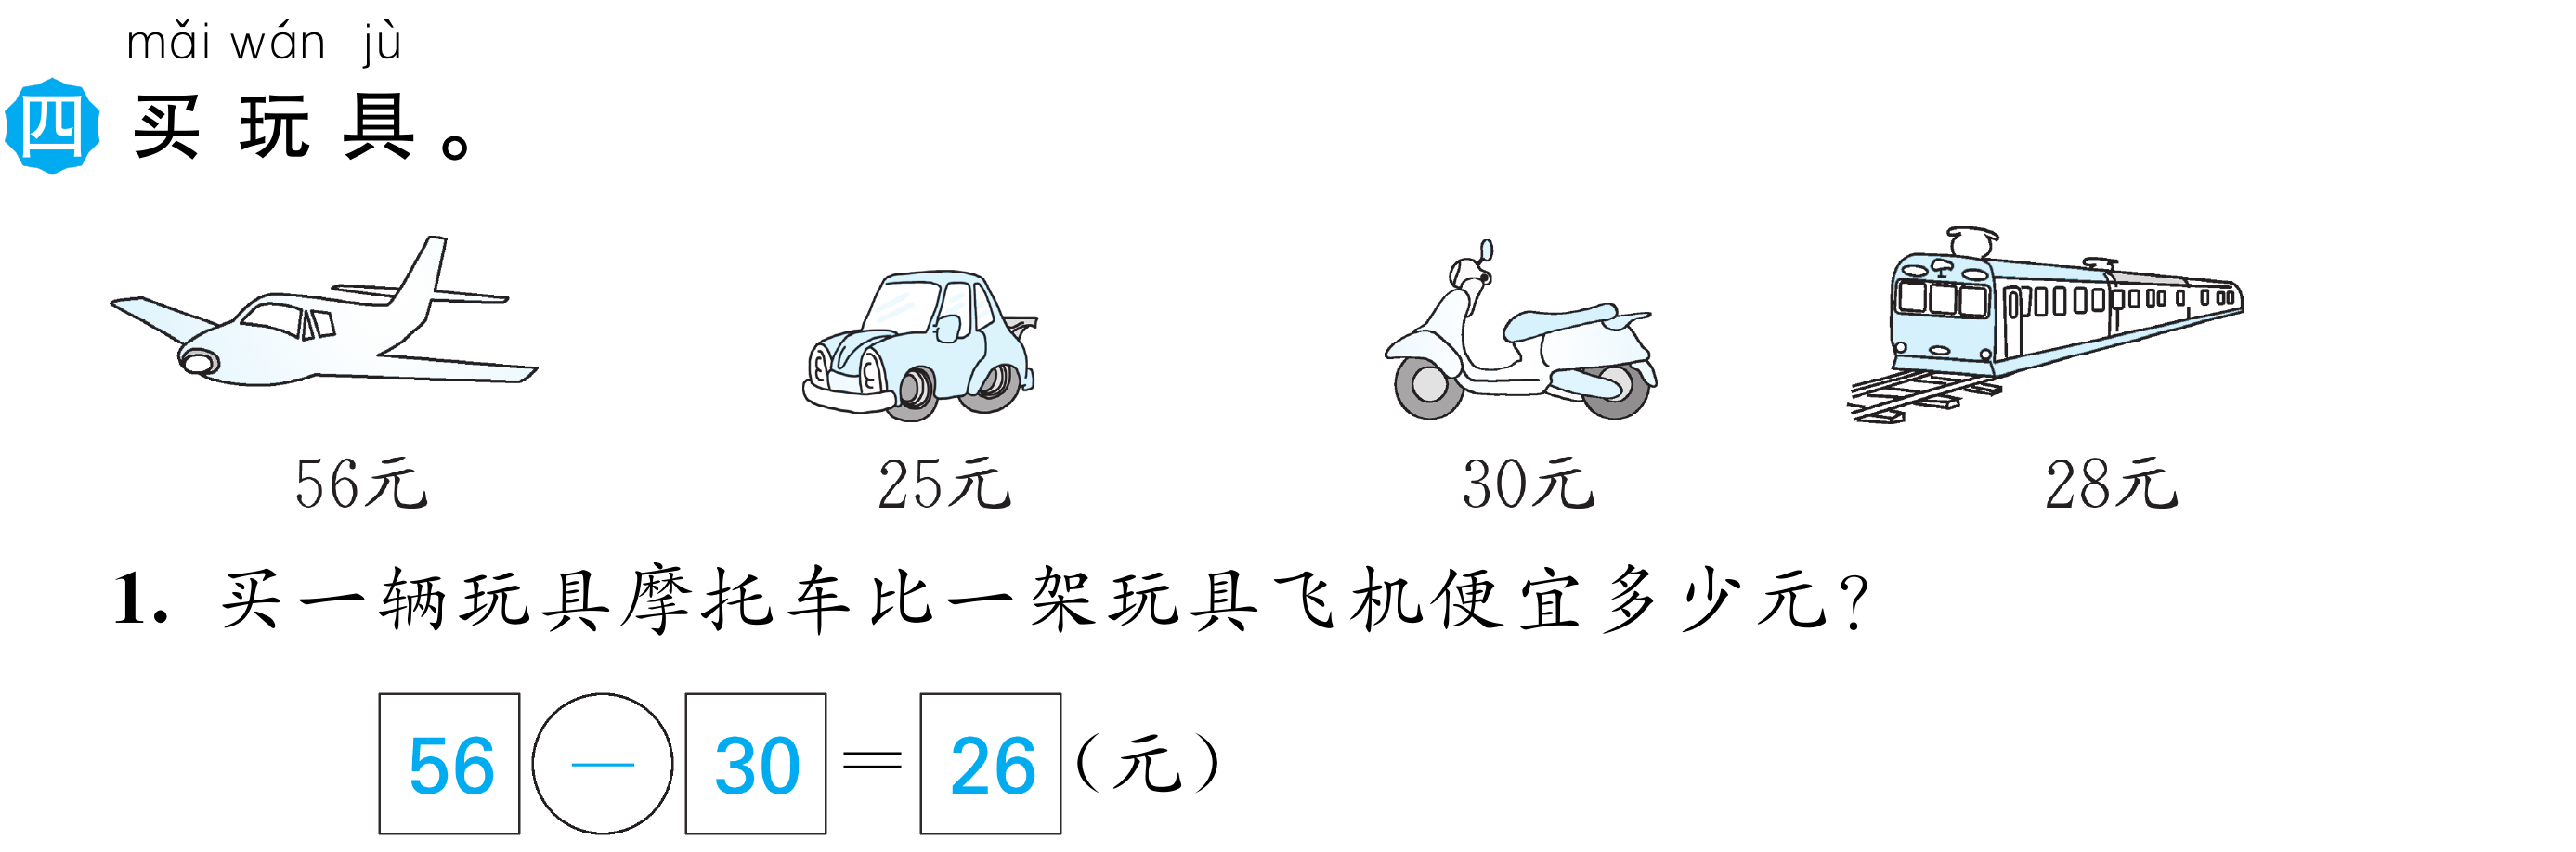 mǎi wán jù
四 买玩具。
56元 25元 30元 28元
1. 买一辆玩具摩托车比一架玩具飞机便宜多少元?
56 － 30 = 26 (元)